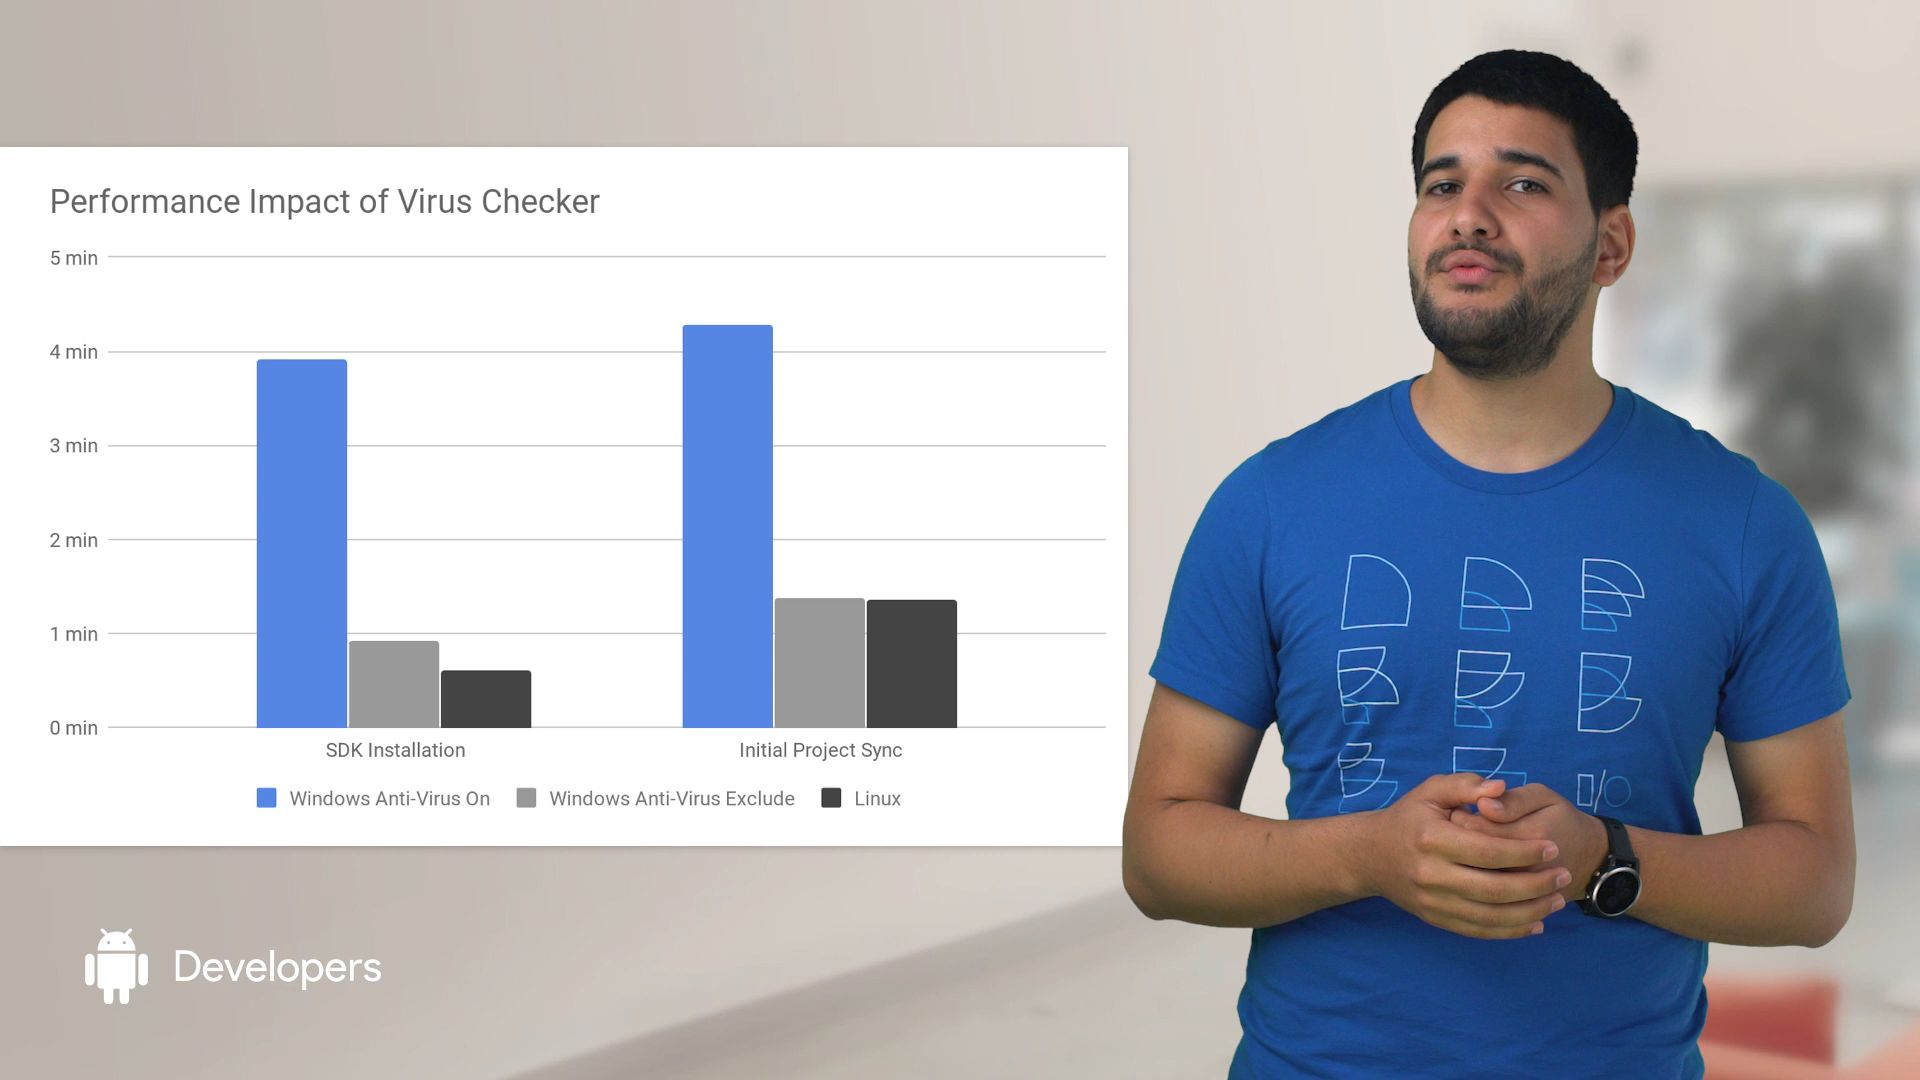 Performance Impact of Virus Checker
5 min
4 min
3 min
2 min
1 min
0 min
SDK Installation Initial Project Sync
Windows Anti-Virus On Windows Anti-Virus Exclude Linux
I/O
Developers